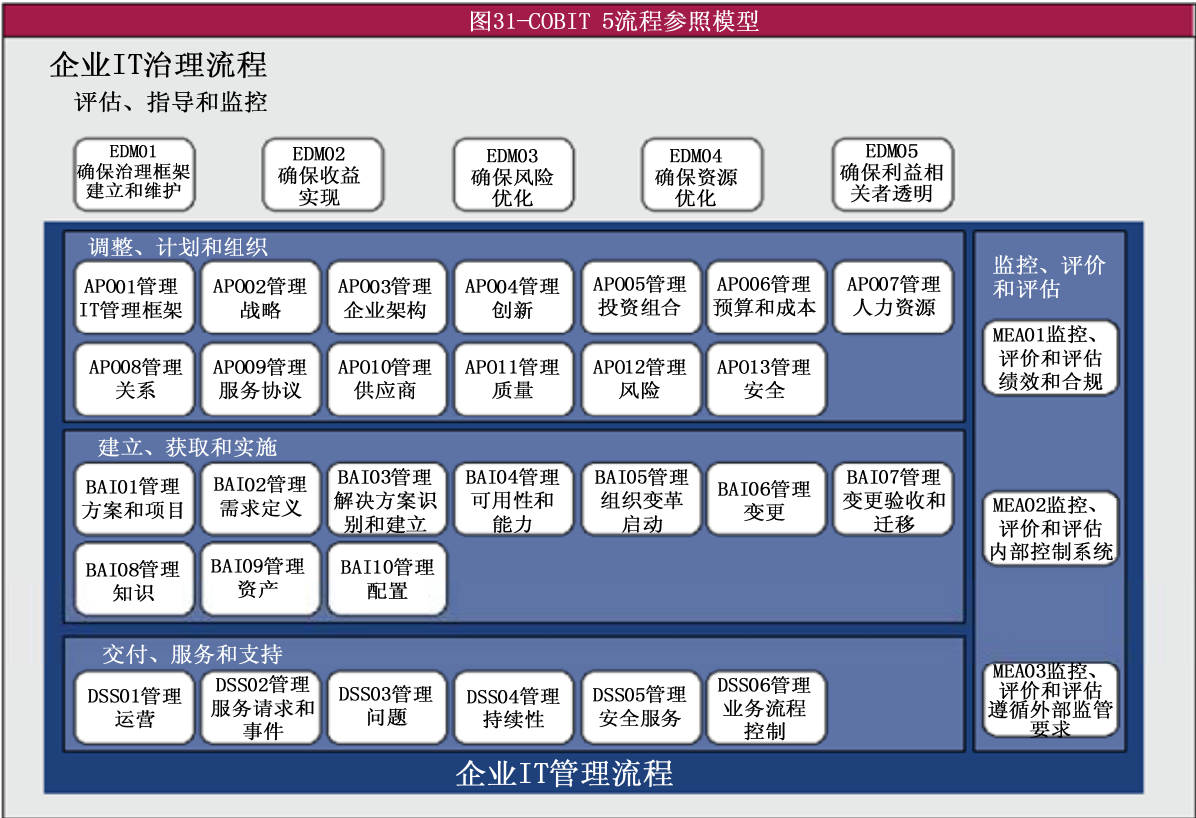 图31-COBIT 5流程参照模型
企业IT治理流程
评估、指导和监控
EDM01
确保治理框架
建立和维护
EDM02
确保收益
实现
EDM03
确保风险
优化
EDM04
确保资源
优化
EDM05
确保利益相
关者透明
调整、计划和组织
APO01管理
IT管理框架
APO02管理
战略
APO03管理
企业架构
APO04管理
创新
APO05管理
投资组合
APO06管理
预算和成本
APO07管理
人力资源
APO08管理
关系
APO09管理
服务协议
APO10管理
供应商
APO11管理
质量
APO12管理
风险
APO13管理
安全
建立、获取和实施
BAI01管理
方案和项目
BAI02管理
需求定义
BAI03管理
解决方案识
别和建立
BAI04管理
可用性和
能力
BAI05管理
组织变革
启动
BAI06管理
变更
BAI07管理
变更验收和
迁移
BAI08管理
知识
BAI09管理
资产
BAI10管理
配置
交付、服务和支持
DSS01管理
运营
DSS02管理
服务请求和
事件
DSS03管理
问题
DSS04管理
持续性
DSS05管理
安全服务
DSS06管理
业务流程
控制
监控、评价
和评估
MEA01监控、
评价和评估
绩效和合规
MEA02监控、
评价和评估
内部控制系统
MEA03监控、
评价和评估
遵循外部监管
要求
企业IT管理流程